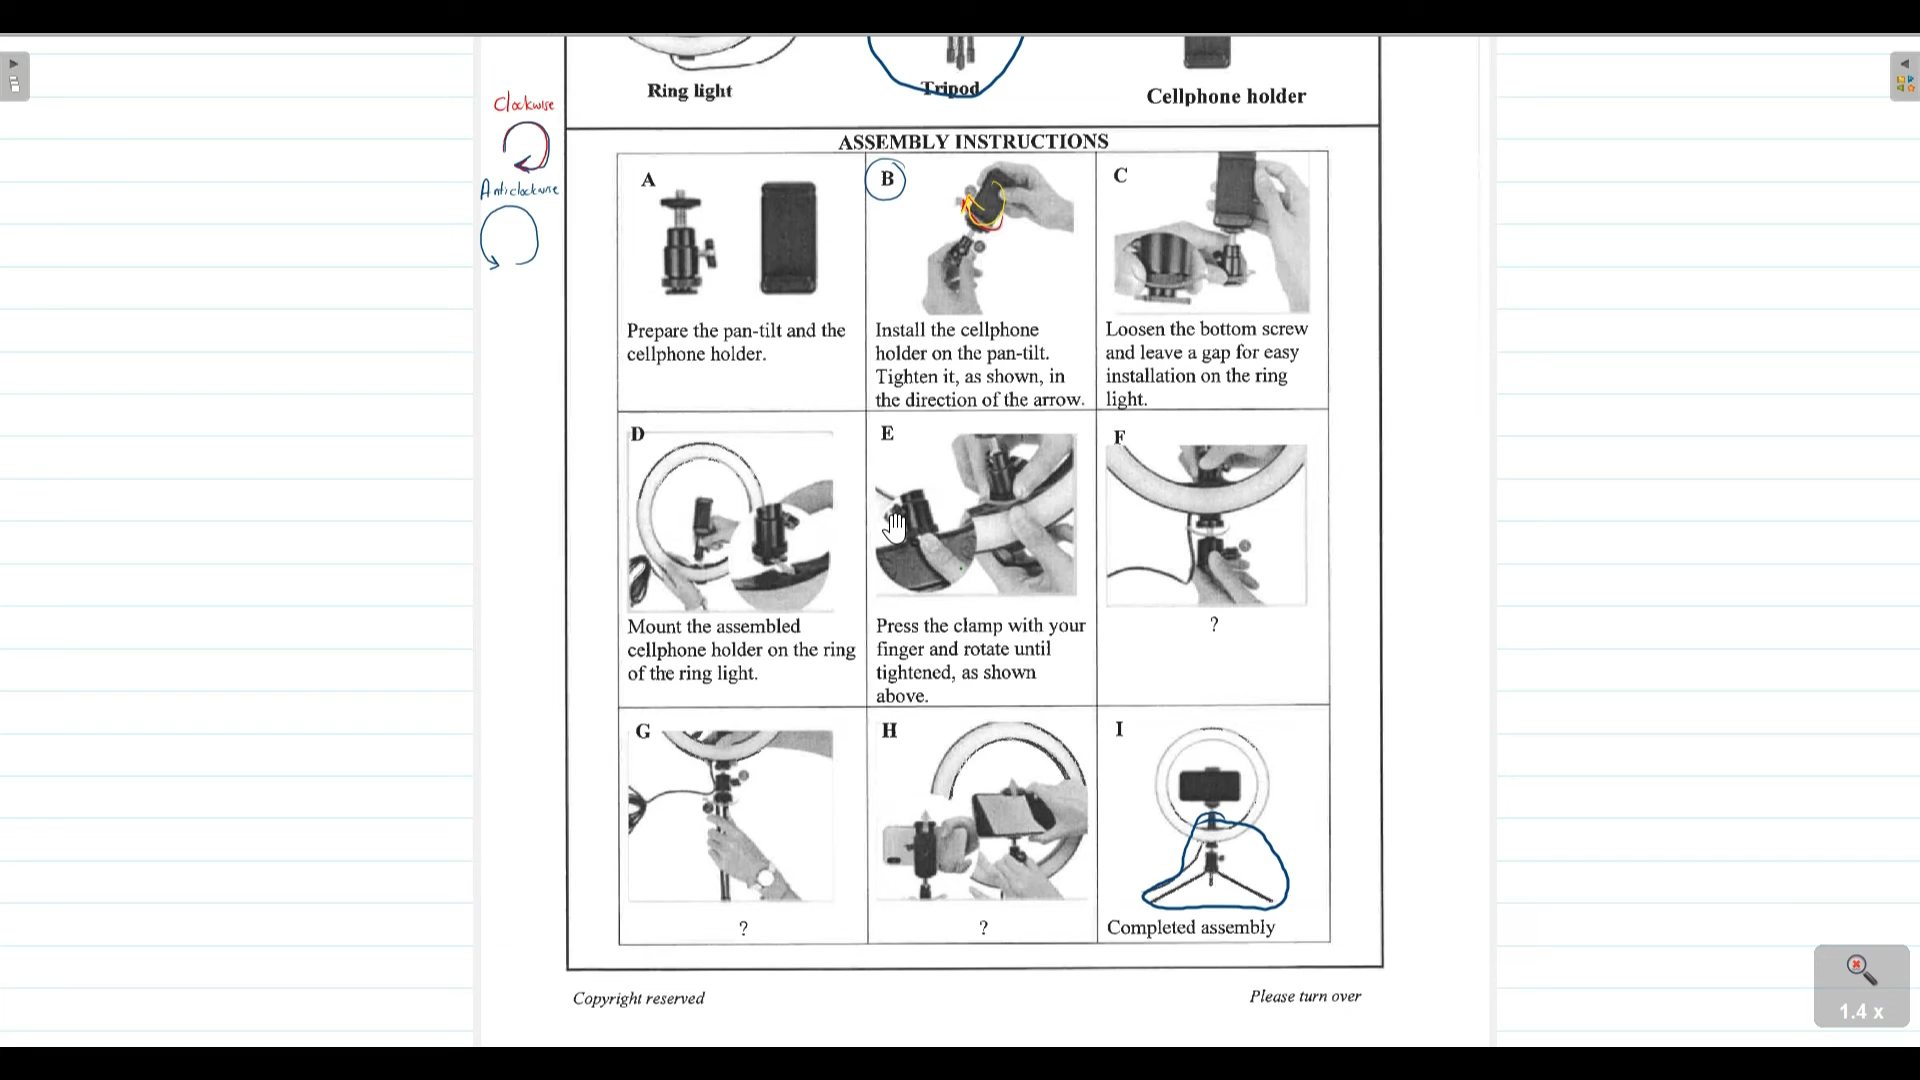 Ring light
Tripod
Cellphone holder
Clockwise
Anticlockwise
ASSEMBLY INSTRUCTIONS
A
Prepare the pan-tilt and the
cellphone holder.
B
Install the cellphone
holder on the pan-tilt.
Tighten it, as shown, in
the direction of the arrow.
C
Loosen the bottom screw
and leave a gap for easy
installation on the ring
light.
D
Mount the assembled
cellphone holder on the ring
of the ring light.
E
Press the clamp with your
finger and rotate until
tightened, as shown
above.
F
?
G
?
H
?
I
Completed assembly
Copyright reserved
Please turn over
1.4 x